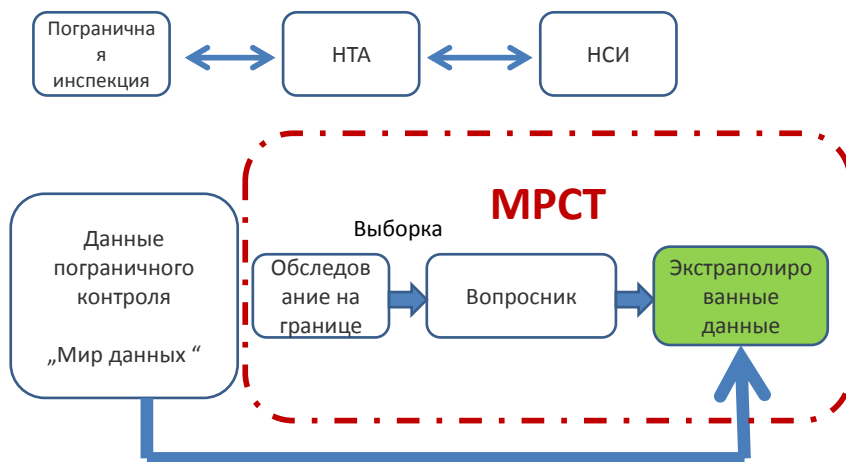 Погранична
я
инспекция
НТА
НСИ
МРСТ
Данные
пограничного
контроля
„Мир данных “
Выборка
Обследов
ание на
границе
Вопросник
Экстраполиро
ванные
данные